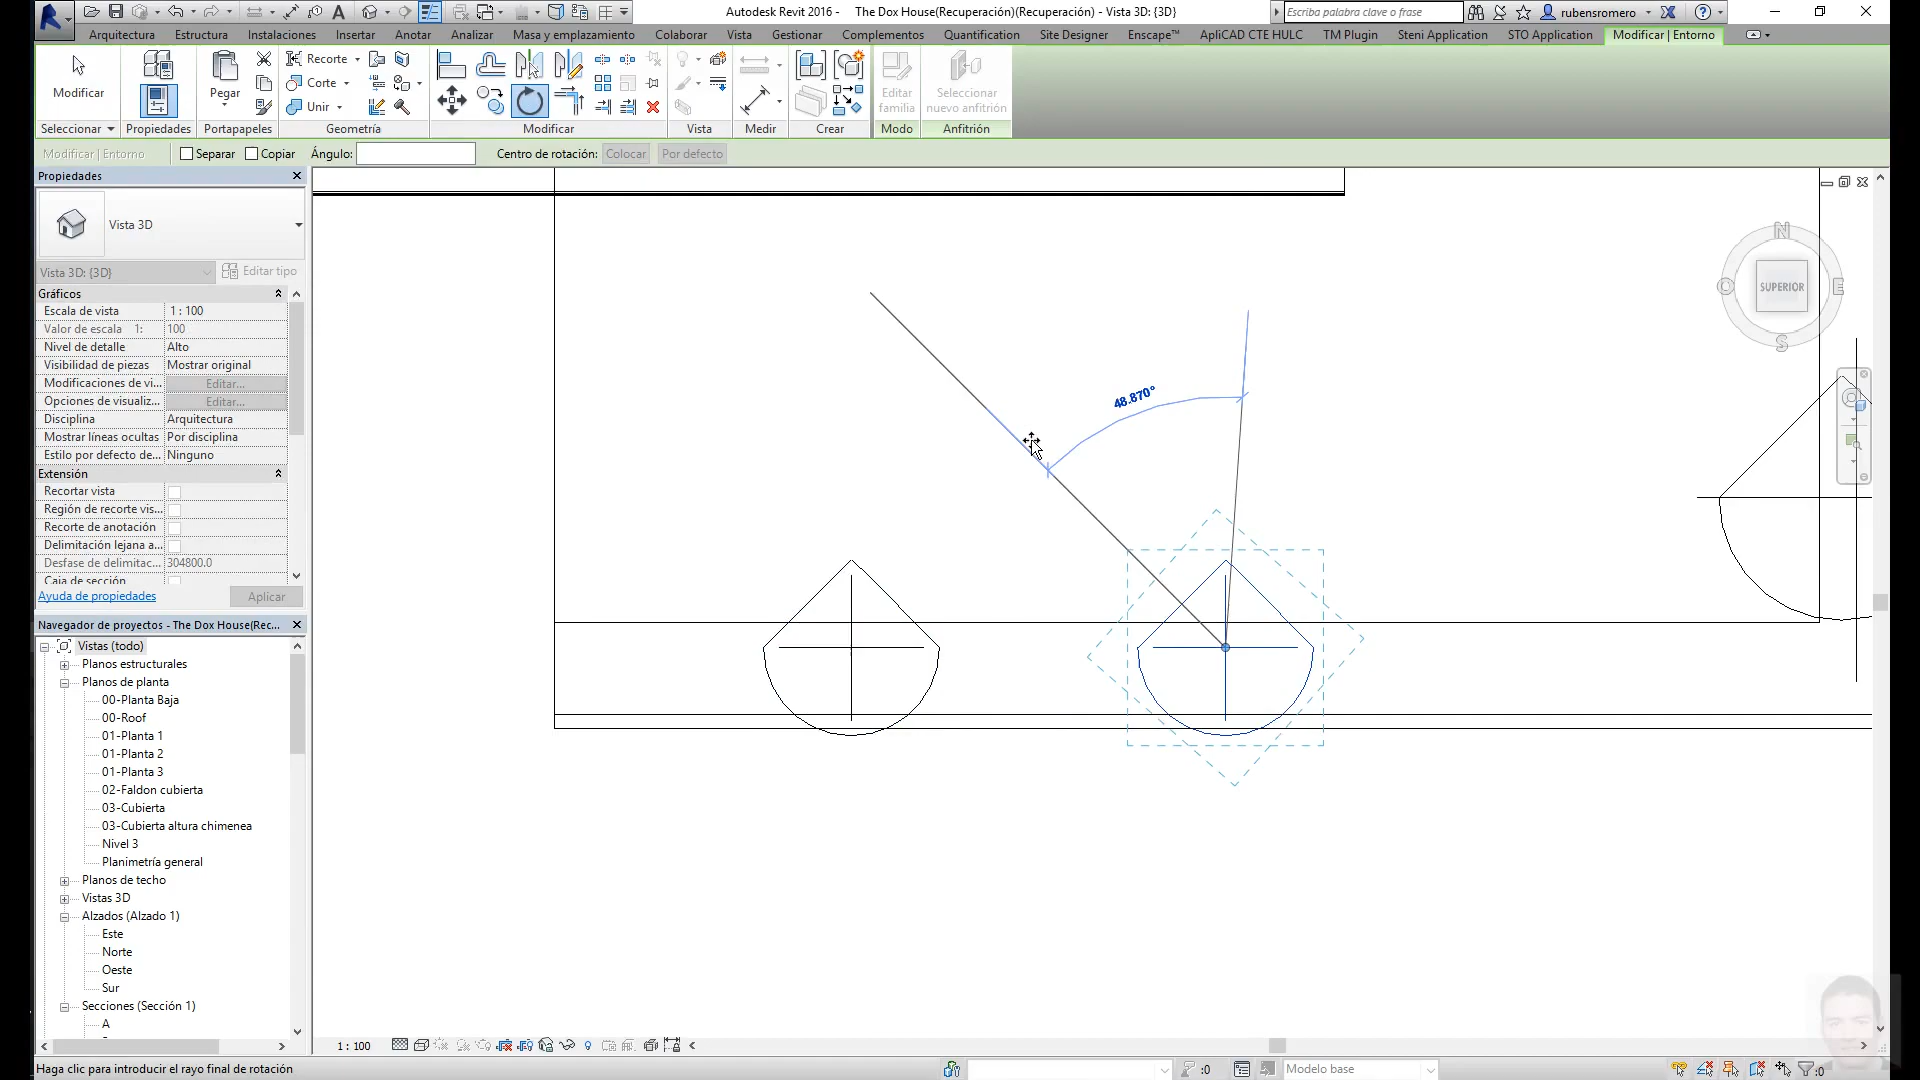 Autodesk Revit 2016 - The Dox House(Recuperación)(Recuperación) - Vista 3D: {3D}
Escriba palabra clave o frase
rubensromero
Arquitectura Estructura Instalaciones Insertar Anotar Analizar Masa y emplazamiento Colaborar Vista Gestionar Complementos Quantification Site Designer Enscape™ ApliCAD CTE HULC TM Plugin Steni Application STO Application Modificar | Entorno
Modificar
Pegar
Recorte
Corte
Unir
Editar familia
Seleccionar nuevo anfitrión
Seleccionar Propiedades Portapapeles Geometría Modificar Vista Medir Crear Modo Anfitrión
Modificar | Entorno Separar Copiar Ángulo: Centro de rotación: Colocar Por defecto
Propiedades
Vista 3D
Vista 3D: {3D} Editar tipo
Gráficos
Escala de vista 1 : 100
Valor de escala 1: 100
Nivel de detalle Alto
Visibilidad de piezas Mostrar original
Modificaciones de vi... Editar...
Opciones de visualiz... Editar...
Disciplina Arquitectura
Mostrar líneas ocultas Por disciplina
Estilo por defecto de... Ninguno
Extensión
Recortar vista
Región de recorte vis...
Recorte de anotación
Delimitación lejana a...
Desfase de delimitac... 304800.0
Caja de sección
Ayuda de propiedades Aplicar
Navegador de proyectos - The Dox House(Rec...
Vistas (todo)
Planos estructurales
Planos de planta
00-Planta Baja
00-Roof
01-Planta 1
01-Planta 2
01-Planta 3
02-Faldon cubierta
03-Cubierta
03-Cubierta altura chimenea
Nivel 3
Planimetría general
Planos de techo
Vistas 3D
Alzados (Alzado 1)
Este
Norte
Oeste
Sur
Secciones (Sección 1)
A
48.870°
N
O SUPERIOR E
S
1 : 100
Haga clic para introducir el rayo final de rotación
:0
Modelo base
:0